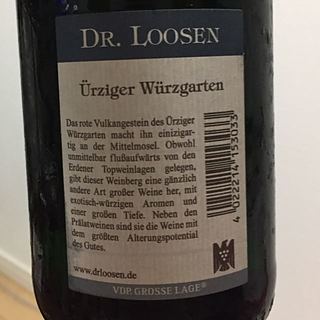 DR. LOOSEN
Ürziger Würzgarten
Das rote Vulkangestein des Ürziger
Würzgarten macht ihn einizigar-
tig an der Mittelmosel. Obwohl
unmittelbar flußaufwärts von den
Erdener Topweinlagen gelegen,
gibt dieser Weinberg eine gänzlich
andere Art großer Weine her, mit
exotisch-würzigen Aromen und
einer großen Tiefe. Neben den
Prälatweinen sind sie die Weine mit
dem größten Alterungspotential
des Gutes.
www.drloosen.de
4 022214 153033
VDP. GROSSE LAGE®